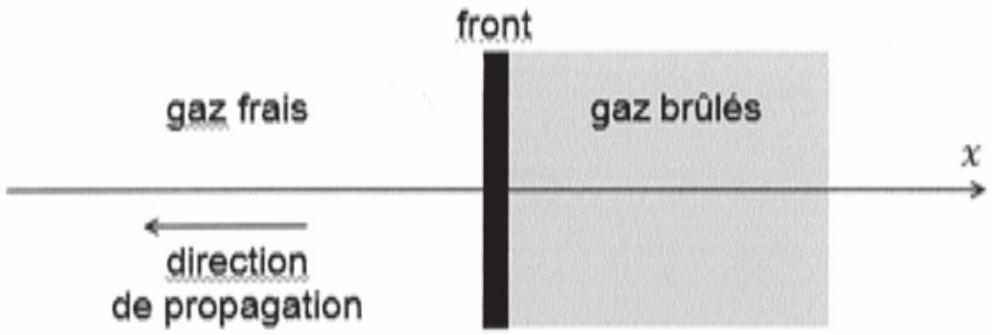 front
gaz frais
gaz brûlés
x
direction
de propagation